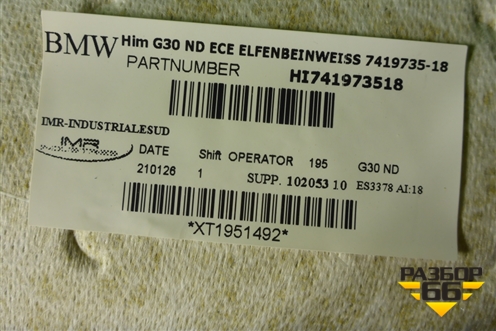 BMW Him G30 ND ECE ELFENBEINWEISS 7419735-18
PARTNUMBER HI741973518
IMR-INDUSTRIALESUD
IMR
DATE Shift OPERATOR 195 G30 ND
210126 1 SUPP. 102053 10 ES3378 AI:18
*XT1951492*
РАЗБОР
66